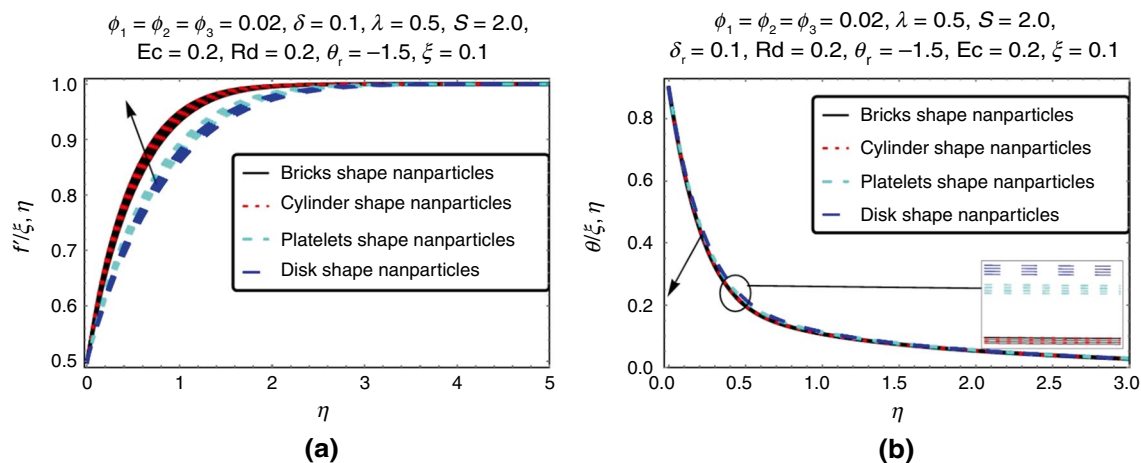 ϕ₁ = ϕ₂ = ϕ₃ = 0.02, δ = 0.1, λ = 0.5, S = 2.0,
Ec = 0.2, Rd = 0.2, θᵣ = −1.5, ξ = 0.1
1.0
0.9
0.8
0.7
0.6
0.5
f′/ξ, η
Bricks shape nanparticles
Cylinder shape nanparticles
Platelets shape nanparticles
Disk shape nanparticles
0 1 2 3 4 5
η
(a)
ϕ₁ = ϕ₂ = ϕ₃ = 0.02, λ = 0.5, S = 2.0,
δᵣ = 0.1, Rd = 0.2, θᵣ = −1.5, Ec = 0.2, ξ = 0.1
0.8
0.6
0.4
0.2
0.0
θ/ξ, η
Bricks shape nanparticles
Cylinder shape nanparticles
Platelets shape nanparticles
Disk shape nanparticles
0.0 0.5 1.0 1.5 2.0 2.5 3.0
η
(b)